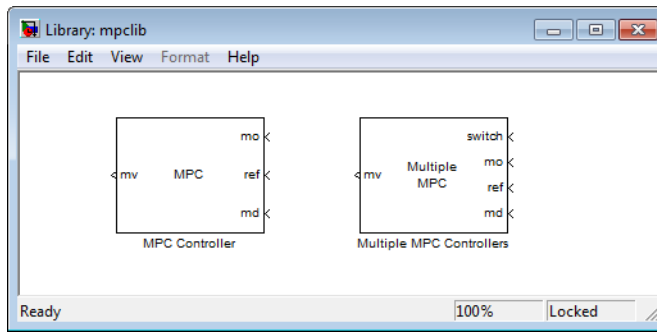 Library: mpclib
File Edit View Format Help
mo
mv MPC ref
md
MPC Controller
switch
mo
mv Multiple MPC
ref
md
Multiple MPC Controllers
Ready 100% Locked